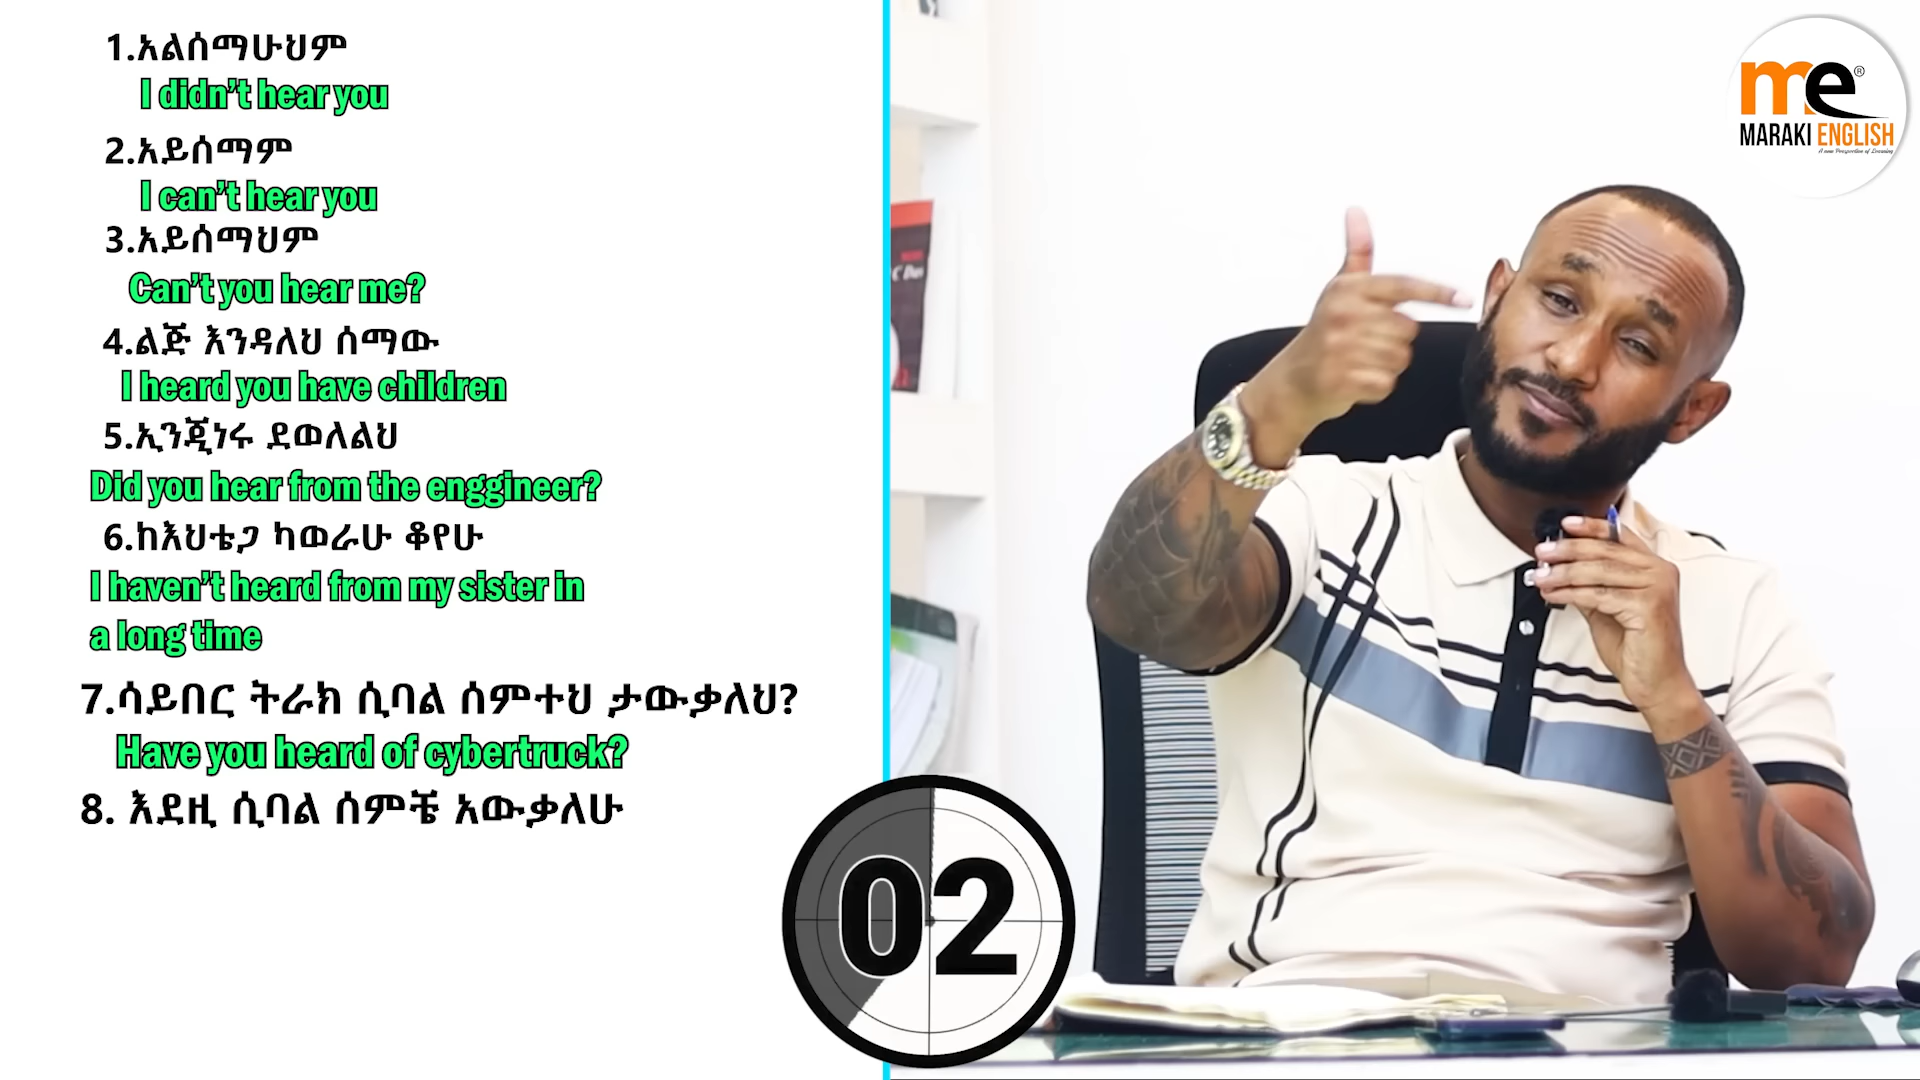 1.አልሰማሁህም
I didn't hear you
2.አይሰማም
I can't hear you
3.አይሰማህም
Can't you hear me?
4.ልጅ እንዳለህ ሰማው
I heard you have children
5.ኢንጂነሩ ደወለልህ
Did you hear from the enggineer?
6.ከእህቴጋ ካወራሁ ቆየሁ
I haven't heard from my sister in
a long time
7.ሳይበር ትራክ ሲባል ሰምተህ ታውቃለህ?
Have you heard of cybertruck?
8. እደዚ ሲባል ሰምቼ አውቃለሁ
02
me®
MARAKI ENGLISH